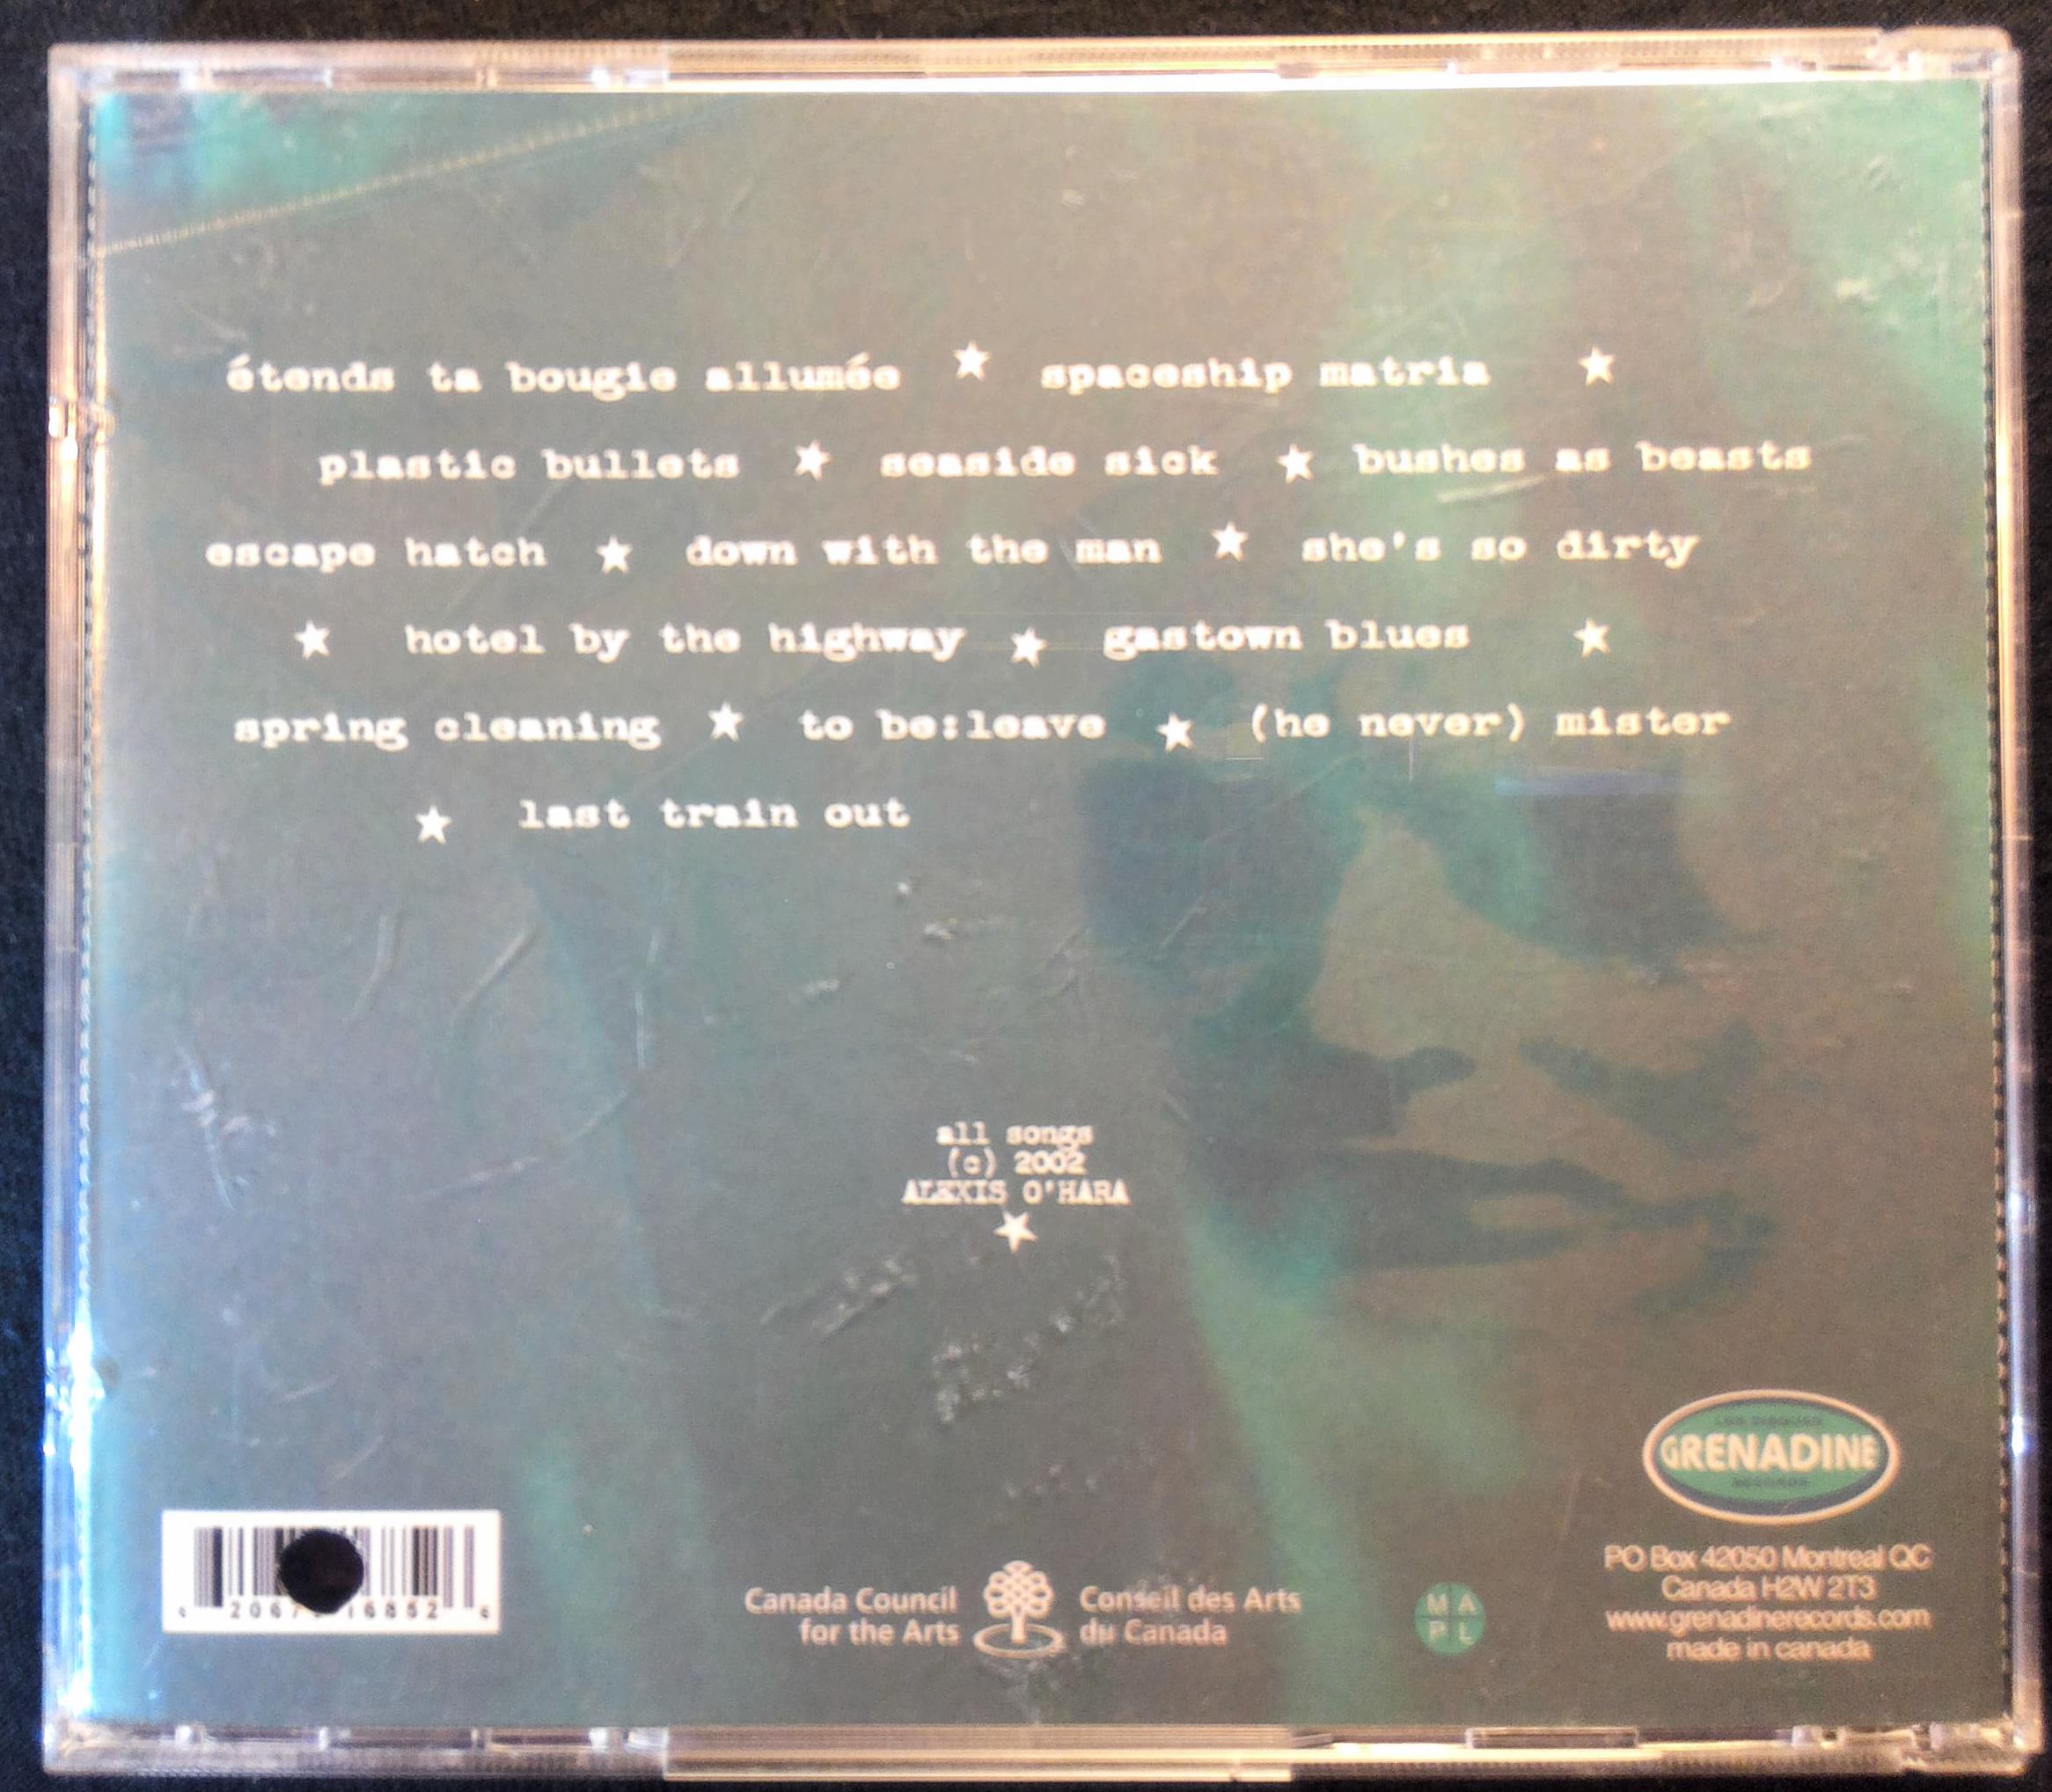 étends ta bougie allumée ★ spaceship matria ★
plastic bullets ★ seaside sick ★ bushes as beasts
escape hatch ★ down with the man ★ she's so dirty
★ hotel by the highway ★ gastown blues ★
spring cleaning ★ to be:leave ★ (he never) mister
★ last train out
all songs
(c) 2002
ALEXIS O'HARA
★
LES DISQUES
GRENADINE
RECORDS
PO Box 42050 Montreal QC
Canada H2W 2T3
www.grenadinerecords.com
made in canada
Canada Council
for the Arts
Conseil des Arts
du Canada
M A
P L